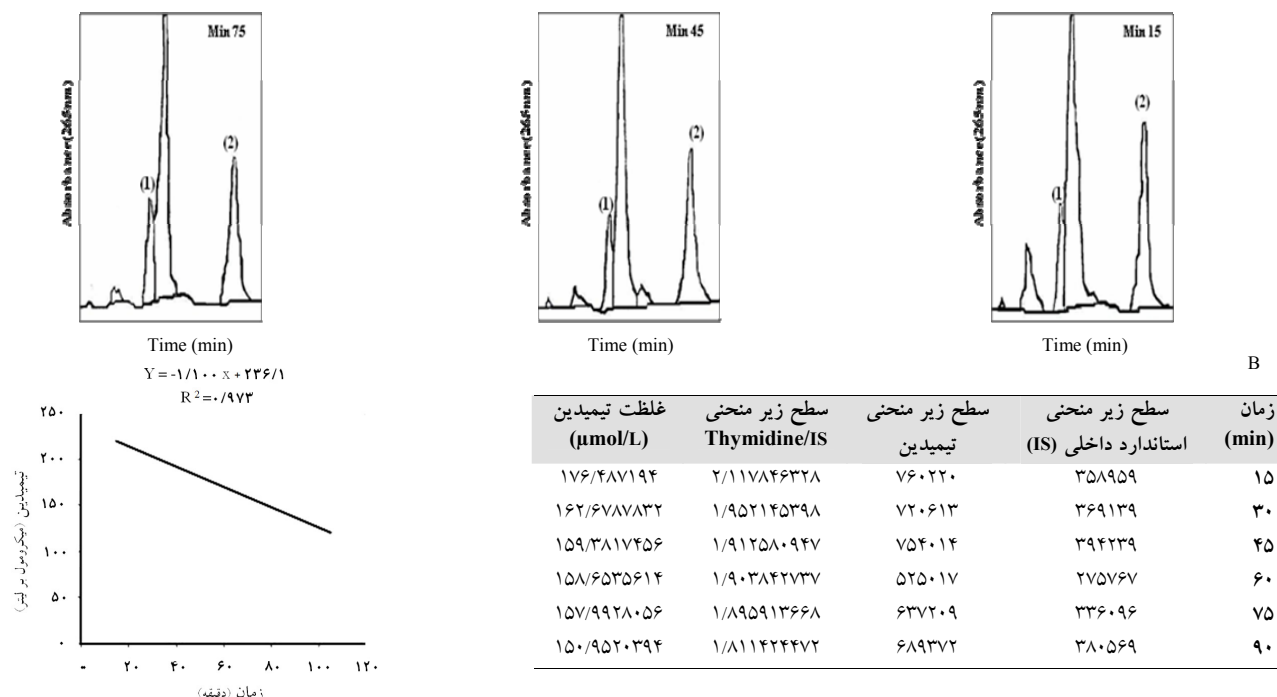 Min 75
Absorbance(265nm)
(1)
(2)
Time (min)
Min 45
Absorbance(265nm)
(1)
(2)
Time (min)
Min 15
Absorbance(265nm)
(1)
(2)
Time (min)
B
Y = -۱/۱۰۰ x + ۲۳۶/۱
R² = ۰/۹۷۳
تیمیدین (میکرومول بر لیتر)
۲۵۰
۲۰۰
۱۵۰
۱۰۰
۵۰
۰
- ۲۰ ۴۰ ۶۰ ۸۰ ۱۰۰ ۱۲۰
زمان (دقیقه)
زمان (min) سطح زیر منحنی استاندارد داخلی (IS) سطح زیر منحنی تیمیدین سطح زیر منحنی Thymidine/IS غلظت تیمیدین (µmol/L)
۱۵ ۳۵۸۹۵۹ ۷۶۰۲۲۰ ۲/۱۱۷۸۴۶۳۲۸ ۱۷۶/۴۸۷۱۹۴
۳۰ ۳۶۹۱۳۹ ۷۲۰۶۱۳ ۱/۹۵۲۱۴۵۳۹۸ ۱۶۲/۶۷۸۷۸۳۲
۴۵ ۳۹۴۲۳۹ ۷۵۴۰۱۴ ۱/۹۱۲۵۸۰۹۴۷ ۱۵۹/۳۸۱۷۴۵۶
۶۰ ۲۷۵۷۶۷ ۵۲۵۰۱۷ ۱/۹۰۳۸۴۲۷۳۷ ۱۵۸/۶۵۳۵۶۱۴
۷۵ ۳۳۶۰۹۶ ۶۳۷۲۰۹ ۱/۸۹۵۹۱۳۶۶۸ ۱۵۷/۹۹۲۸۰۵۶
۹۰ ۳۸۰۵۶۹ ۶۸۹۳۷۲ ۱/۸۱۱۴۲۴۴۷۲ ۱۵۰/۹۵۲۰۳۹۴